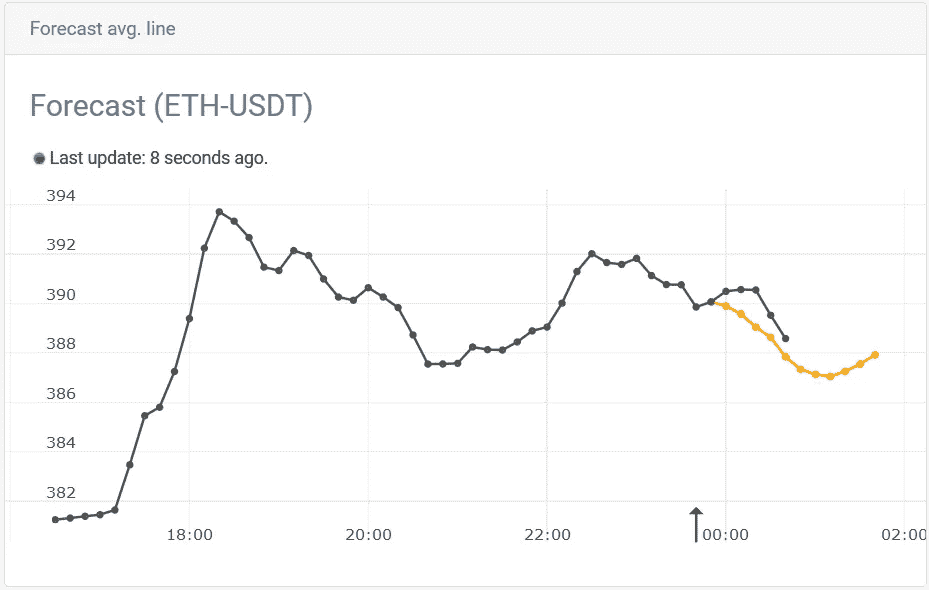 Forecast avg. line
Forecast (ETH-USDT)
Last update: 8 seconds ago.
394
392
390
388
386
384
382
18:00 20:00 22:00 00:00 02:00